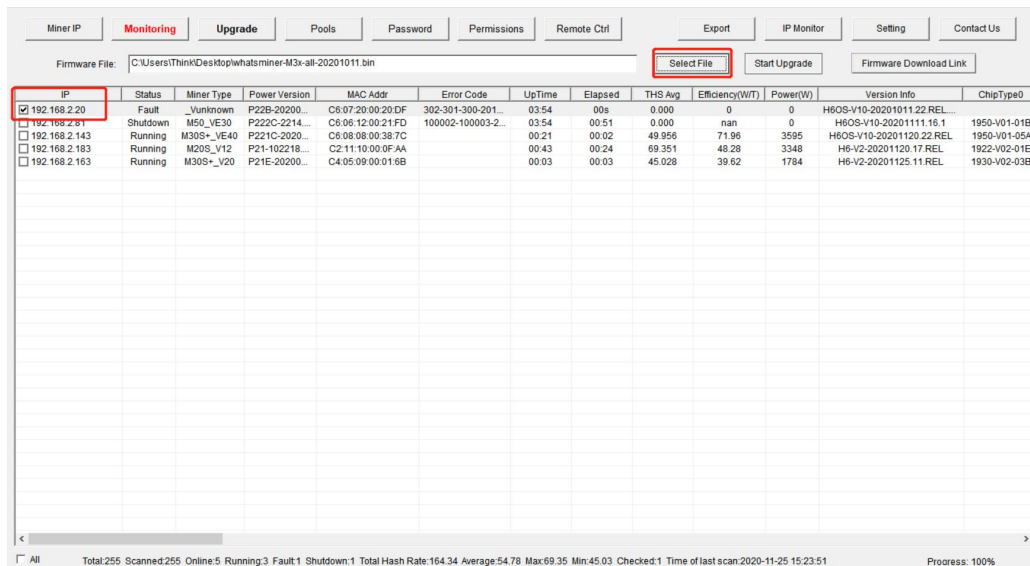 Miner IP Monitoring Upgrade Pools Password Permissions Remote Ctrl Export IP Monitor Setting Contact Us
Firmware File: C:\Users\Think\Desktop\whatsminer-M3x-all-20201011.bin Select File Start Upgrade Firmware Download Link
IP Status Miner Type Power Version MAC Addr Error Code UpTime Elapsed THS Avg Efficiency(W/T) Power(W) Version Info ChipType0
192.168.2.20 Fault _Vunknown P22B-20200... C6:07:20:00:20:DF 302-301-300-201... 03:54 00s 0.000 0 0 H6OS-V10-20201011.22.REL....
192.168.2.81 Shutdown M50_VE30 P222C-2214... C6:06:12:00:21:FD 100002-100003-2... 03:54 00:51 0.000 nan 0 H6OS-V10-20201111.16.1 1950-V01-01B
192.168.2.143 Running M30S+_VE40 P221C-2020... C6:08:08:00:38:7C 00:21 00:02 49.956 71.96 3595 H6OS-V10-20201120.22.REL 1950-V01-05A
192.168.2.183 Running M20S_V12 P21-102218.... C2:11:10:00:0F:AA 00:43 00:24 69.351 48.28 3348 H6-V2-20201120.17.REL 1922-V02-01E
192.168.2.163 Running M30S+_V20 P21E-20200... C4:05:09:00:01:6B 00:03 00:03 45.028 39.62 1784 H6-V2-20201125.11.REL 1930-V02-03B
All Total:255 Scanned:255 Online:5 Running:3 Fault:1 Shutdown:1 Total Hash Rate:164.34 Average:54.78 Max:69.35 Min:45.03 Checked:1 Time of last scan:2020-11-25 15:23:51 Progress: 100%